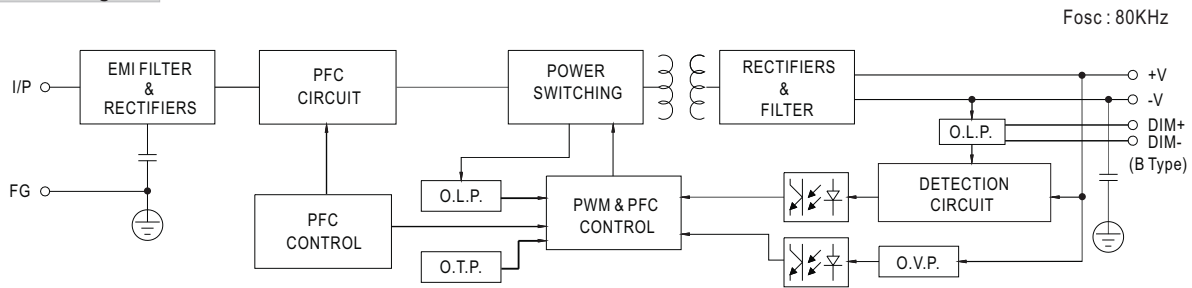 Fosc : 80KHz
I/P
EMI FILTER
&
RECTIFIERS
PFC
CIRCUIT
POWER
SWITCHING
RECTIFIERS
&
FILTER
+V
-V
DIM+
DIM-
(B Type)
O.L.P.
FG
O.L.P.
PFC
CONTROL
O.T.P.
PWM & PFC
CONTROL
DETECTION
CIRCUIT
O.V.P.